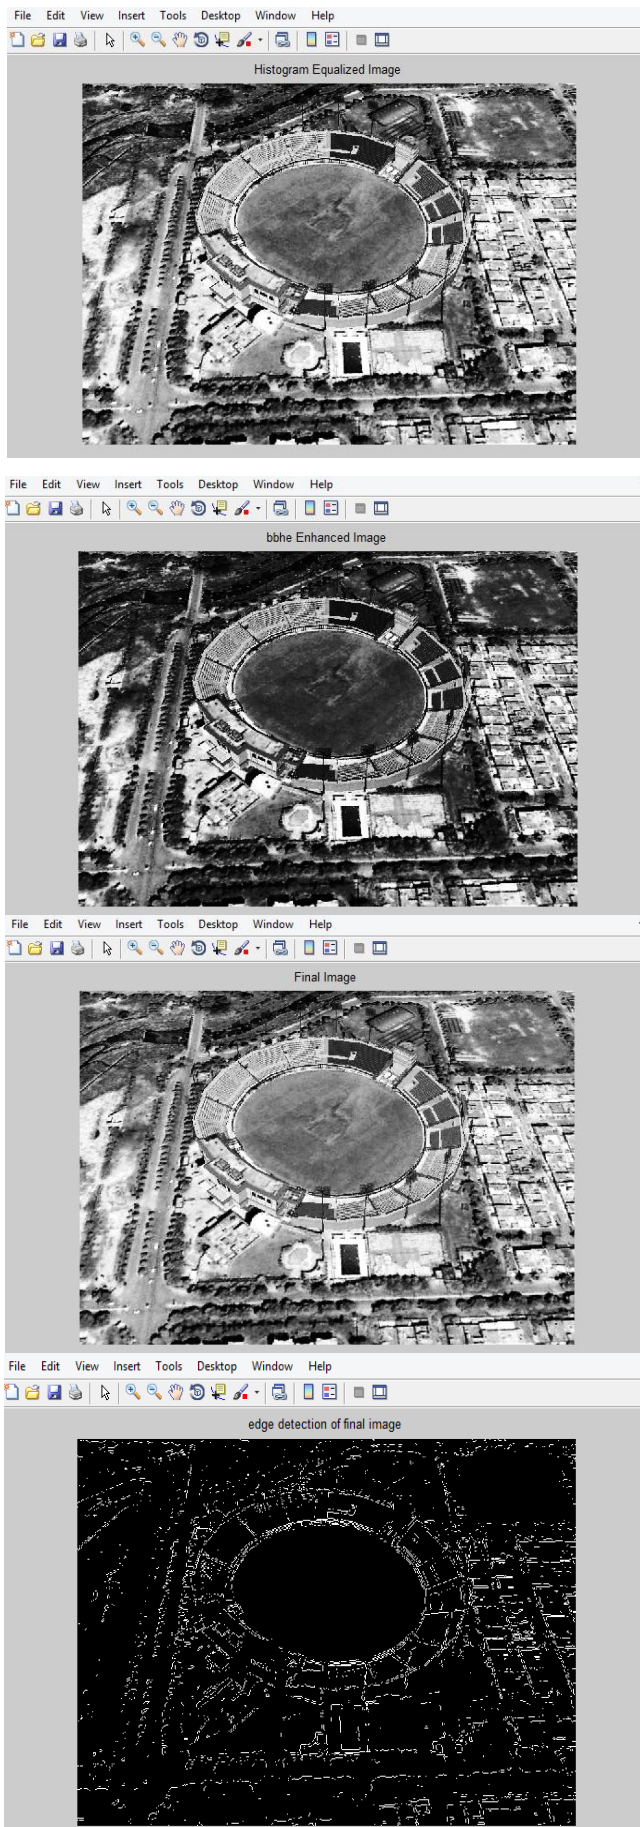 File Edit View Insert Tools Desktop Window Help
Histogram Equalized Image
File Edit View Insert Tools Desktop Window Help
bbhe Enhanced Image
File Edit View Insert Tools Desktop Window Help
Final Image
File Edit View Insert Tools Desktop Window Help
edge detection of final image